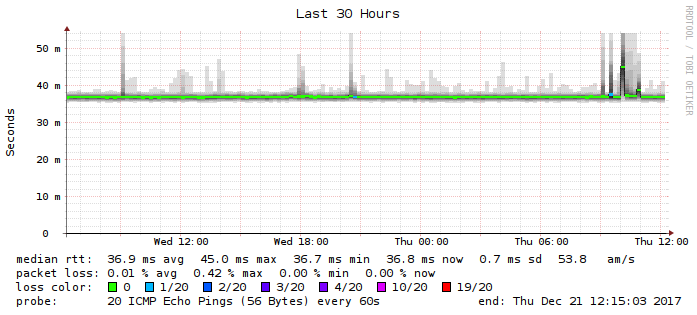 Last 30 Hours
RRDTOOL / TOBI OETIKER
Seconds
50 m
40 m
30 m
20 m
10 m
0
Wed 12:00 Wed 18:00 Thu 00:00 Thu 06:00 Thu 12:00
median rtt: 36.9 ms avg 45.0 ms max 36.7 ms min 36.8 ms now 0.7 ms sd 53.8 am/s
packet loss: 0.01 % avg 0.42 % max 0.00 % min 0.00 % now
loss color: 0 1/20 2/20 3/20 4/20 10/20 19/20
probe: 20 ICMP Echo Pings (56 Bytes) every 60s end: Thu Dec 21 12:15:03 2017